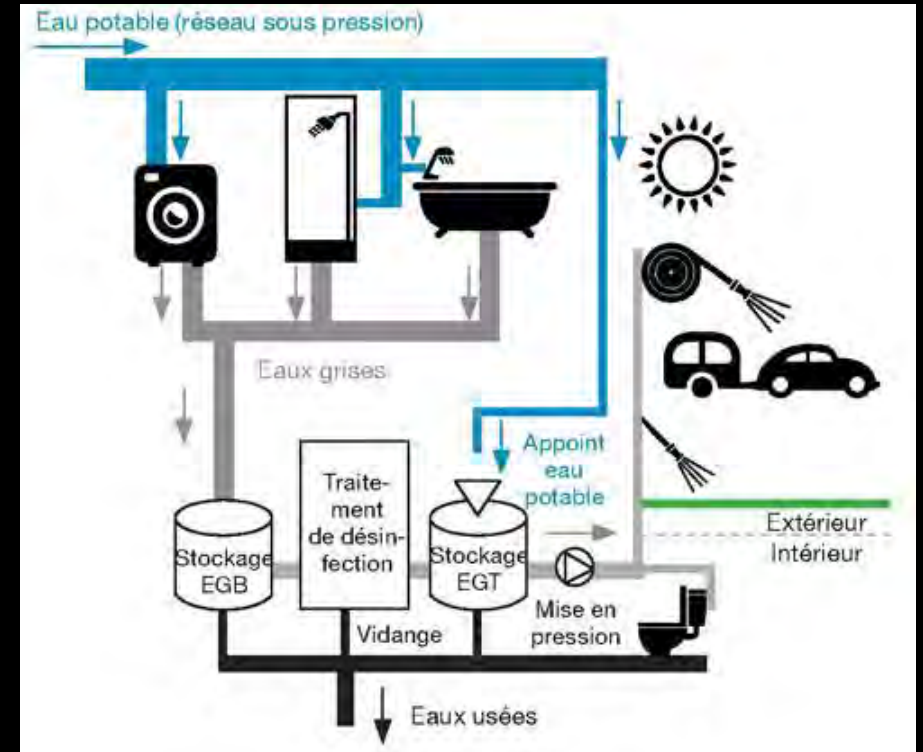 Eau potable (réseau sous pression)
Eaux grises
Appoint
eau
potable
Traite-
ment
de désin-
fection
Stockage
EGB
Stockage
EGT
Extérieur
Intérieur
Mise en
pression
Vidange
Eaux usées